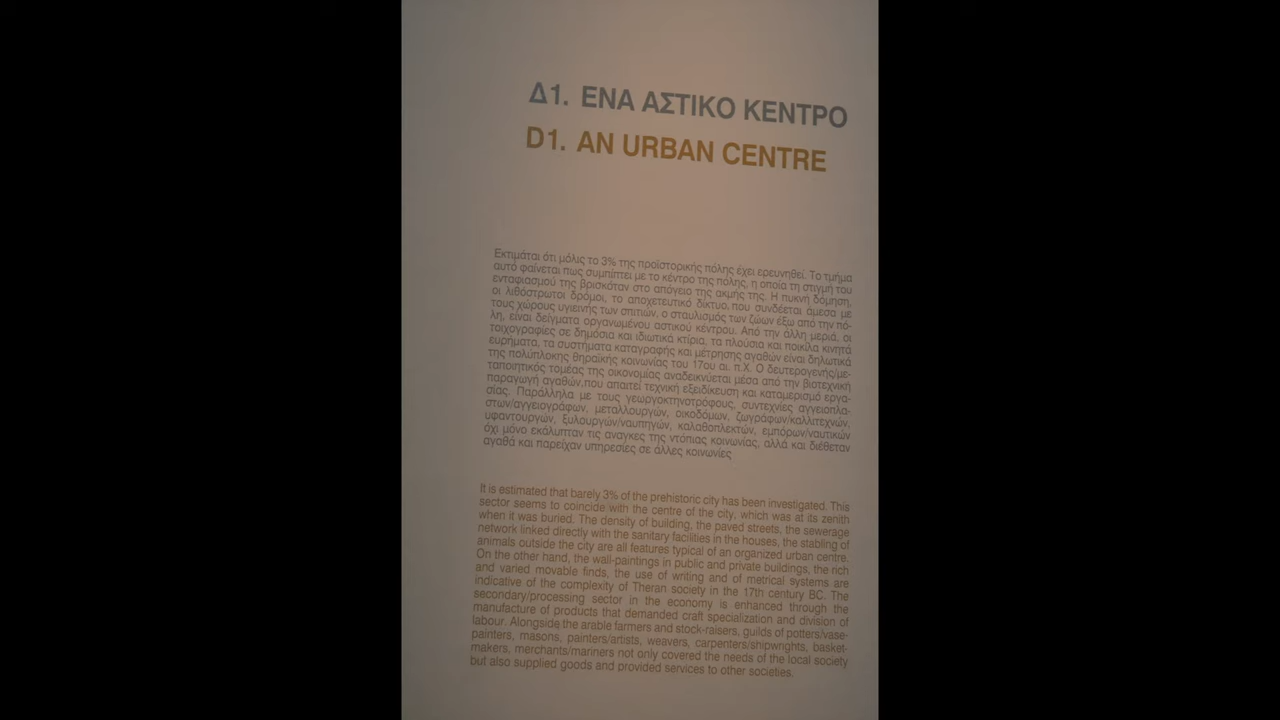 Δ1. ΕΝΑ ΑΣΤΙΚΟ ΚΕΝΤΡΟ
D1. AN URBAN CENTRE
Εκτιμάται ότι μόλις το 3% της προϊστορικής πόλης έχει ερευνηθεί. Το τμήμα
αυτό φαίνεται πως συμπίπτει με το κέντρο της πόλης, η οποία τη στιγμή του
ενταφιασμού της βρισκόταν στο απόγειο της ακμής της. Η πυκνή δόμηση,
οι λιθόστρωτοι δρόμοι, το αποχετευτικό δίκτυο, που συνδέεται άμεσα με
τους χώρους υγιεινής των σπιτιών, ο σταυλισμός των ζώων έξω από την πό-
λη, είναι δείγματα οργανωμένου αστικού κέντρου. Από την άλλη μεριά, οι
τοιχογραφίες σε δημόσια και ιδιωτικά κτίρια, τα πλούσια και ποικίλα κινητά
ευρήματα, τα συστήματα καταγραφής και μέτρησης αγαθών είναι δηλωτικά
της πολύπλοκης θηραϊκής κοινωνίας του 17ου αι. π.Χ. Ο δευτερογενής/με-
ταποιητικός τομέας της οικονομίας αναδεικνύεται μέσα από την βιοτεχνική
παραγωγή αγαθών,που απαιτεί τεχνική εξειδίκευση και καταμερισμό εργα-
σίας. Παράλληλα με τους γεωργοκτηνοτρόφους, συντεχνίες αγγειοπλα-
στών/αγγειογράφων, μεταλλουργών, οικοδόμων, ζωγράφων/καλλιτεχνών,
υφαντουργών, ξυλουργών/ναυπηγών, καλαθοπλεκτών, εμπόρων/ναυτικών
όχι μόνο εκάλυπταν τις αναγκες της ντόπιας κοινωνίας, αλλά και διέθεταν
αγαθά και παρείχαν υπηρεσίες σε άλλες κοινωνίες
It is estimated that barely 3% of the prehistoric city has been investigated. This
sector seems to coincide with the centre of the city, which was at its zenith
when it was buried. The density of building, the paved streets, the sewerage
network linked directly with the sanitary facilities in the houses, the stabling of
animals outside the city are all features typical of an organized urban centre.
On the other hand, the wall-paintings in public and private buildings, the rich
and varied movable finds, the use of writing and of metrical systems are
indicative of the complexity of Theran society in the 17th century BC. The
secondary/processing sector in the economy is enhanced through the
manufacture of products that demanded craft specialization and division of
labour. Alongside the arable farmers and stock-raisers, guilds of potters/vase-
painters, masons, painters/artists, weavers, carpenters/shipwrights, basket-
makers, merchants/mariners not only covered the needs of the local society
but also supplied goods and provided services to other societies.